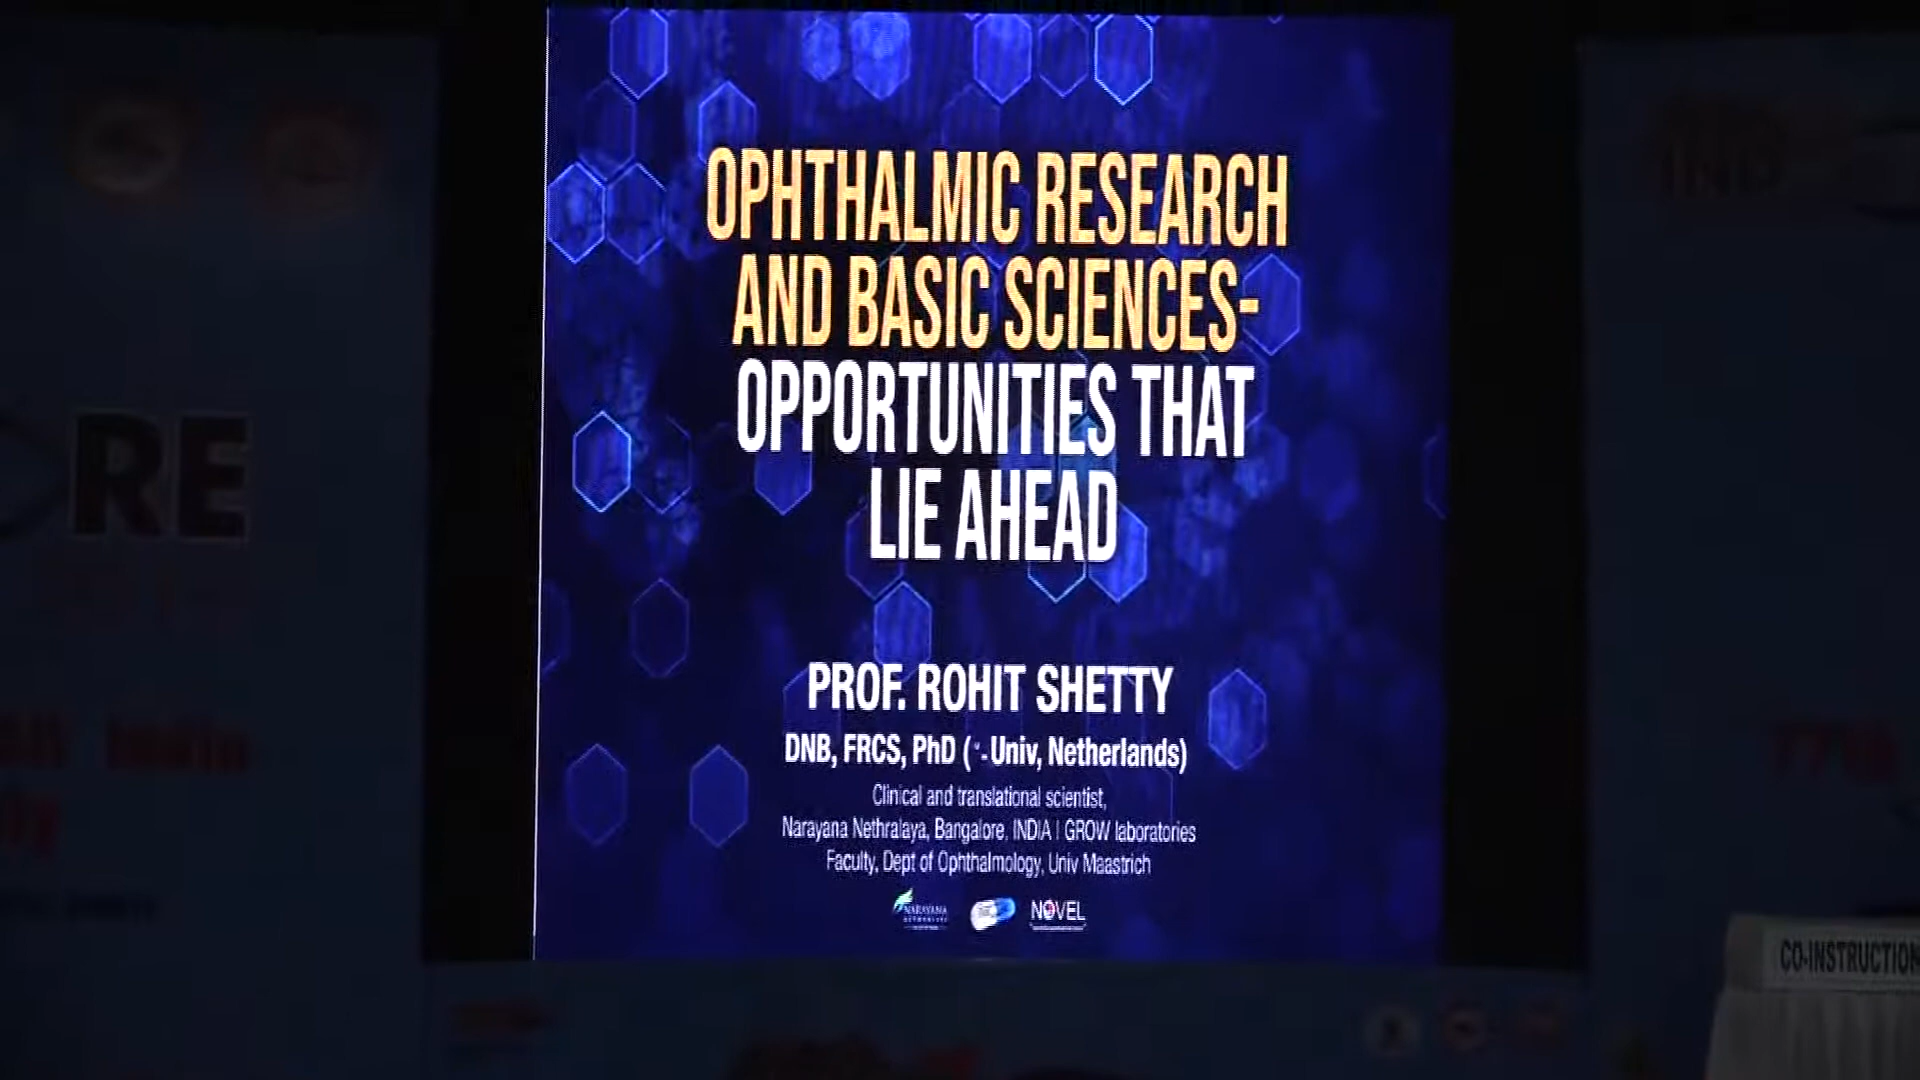 OPHTHALMIC RESEARCH
AND BASIC SCIENCES-
OPPORTUNITIES THAT
LIE AHEAD
PROF. ROHIT SHETTY
DNB, FRCS, PhD ( -Univ, Netherlands)
Clinical and translational scientist,
Narayana Nethralaya, Bangalore, INDIA | GROW laboratories
Faculty, Dept of Ophthalmology, Univ Maastrich
NARAYANA
NOVEL
RE
CO-INSTRUCTION